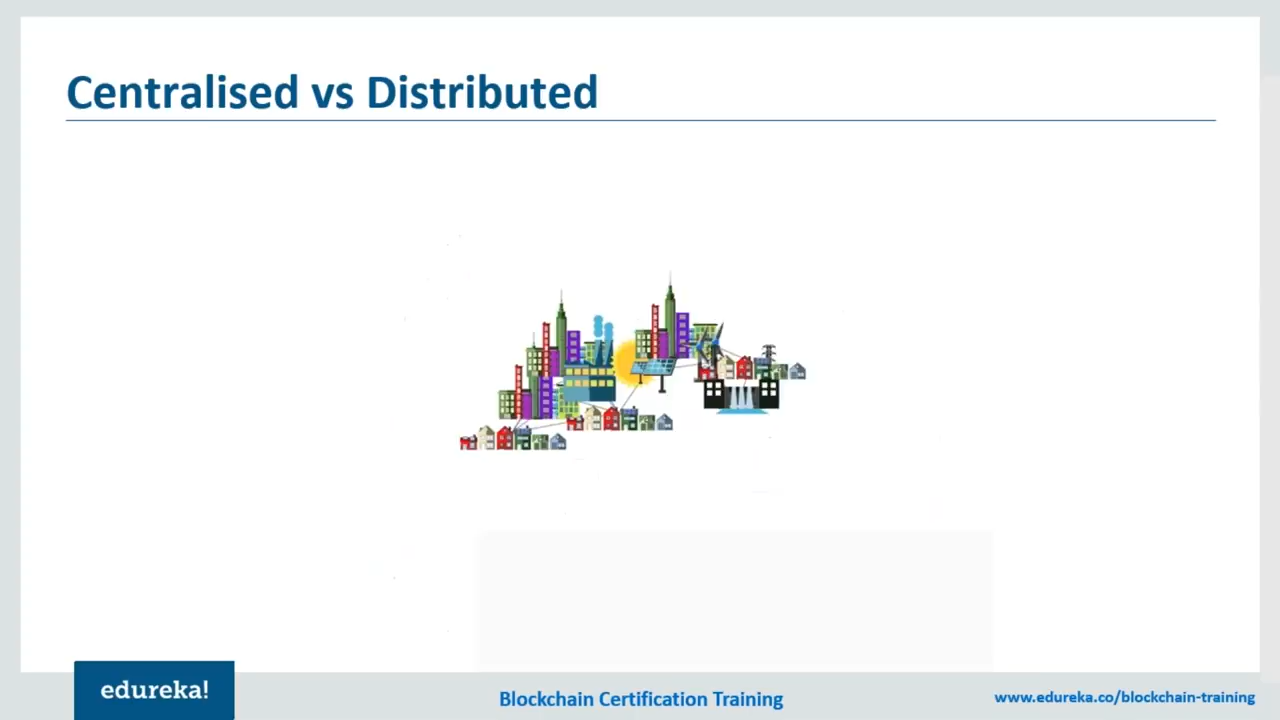 Centralised vs Distributed
edureka!
Blockchain Certification Training
www.edureka.co/blockchain-training